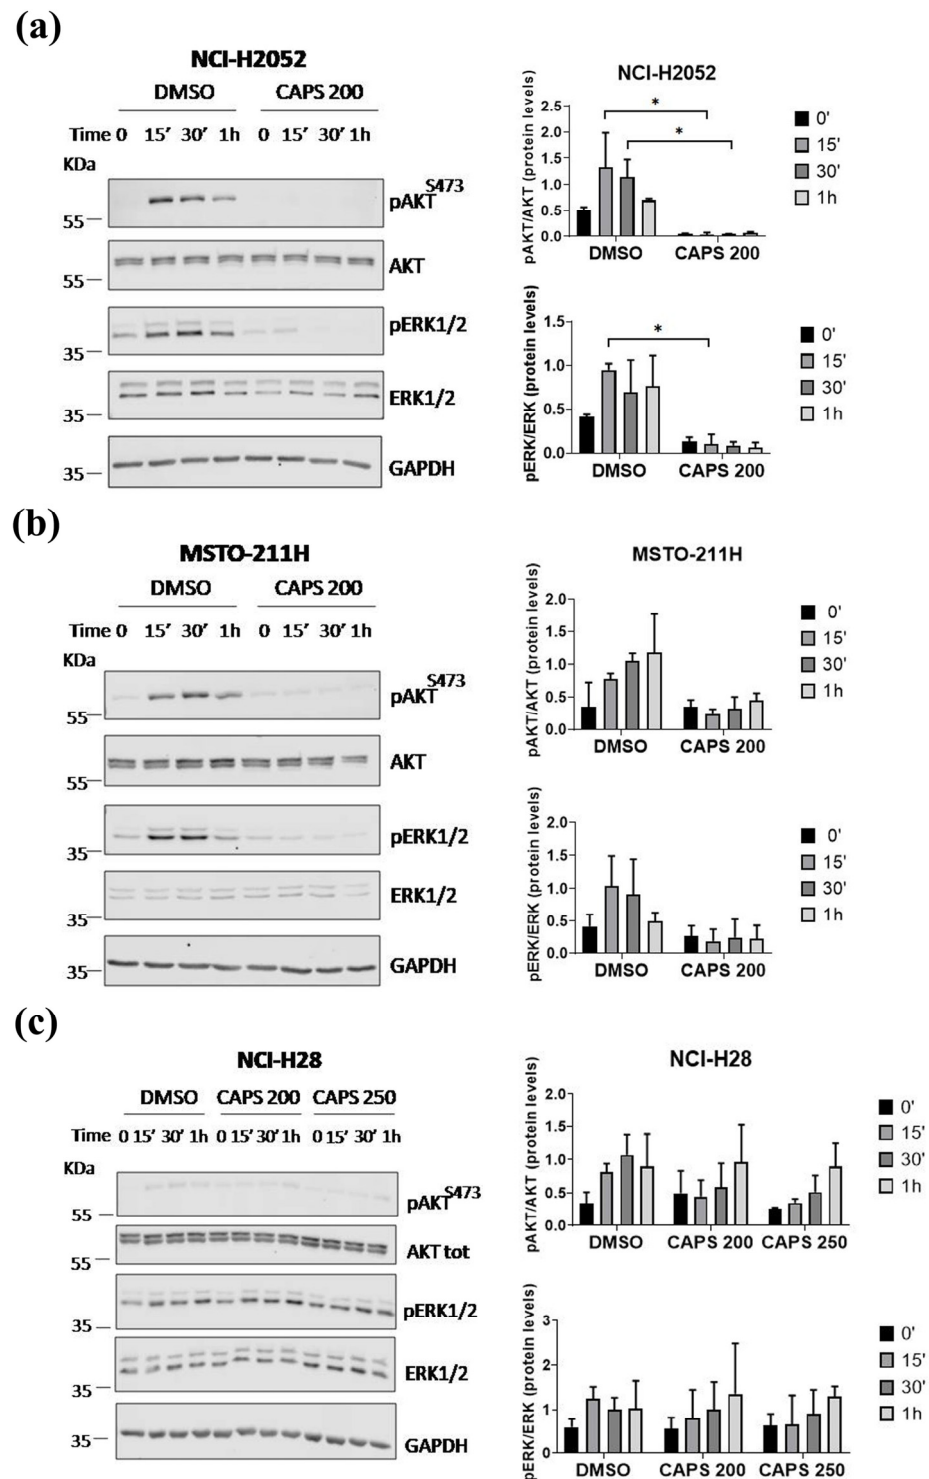 (a)
NCI-H2052
DMSO CAPS 200
Time 0 15' 30' 1h 0 15' 30' 1h
KDa
pAKT S473
55
AKT
55
pERK1/2
35
ERK1/2
35
GAPDH
35
NCI-H2052
pAKT/AKT (protein levels)
2.5
2.0
1.5
1.0
0.5
0.0
*
*
DMSO CAPS 200
0'
15'
30'
1h
pERK/ERK (protein levels)
1.5
1.0
0.5
0.0
*
DMSO CAPS 200
0'
15'
30'
1h
(b)
MSTO-211H
DMSO CAPS 200
Time 0 15' 30' 1h 0 15' 30' 1h
KDa
pAKT S473
55
AKT
55
pERK1/2
35
ERK1/2
35
GAPDH
35
MSTO-211H
pAKT/AKT (protein levels)
2.0
1.5
1.0
0.5
0.0
DMSO CAPS 200
0'
15'
30'
1h
pERK/ERK (protein levels)
2.0
1.5
1.0
0.5
0.0
DMSO CAPS 200
0'
15'
30'
1h
(c)
NCI-H28
DMSO CAPS 200 CAPS 250
Time 0 15' 30' 1h 0 15' 30' 1h 0 15' 30' 1h
KDa
pAKT S473
55
AKT tot
55
pERK1/2
35
ERK1/2
35
GAPDH
35
NCI-H28
pAKT/AKT (protein levels)
2.0
1.5
1.0
0.5
0.0
DMSO CAPS 200 CAPS 250
0'
15'
30'
1h
pERK/ERK (protein levels)
3
2
1
0
DMSO CAPS 200 CAPS 250
0'
15'
30'
1h